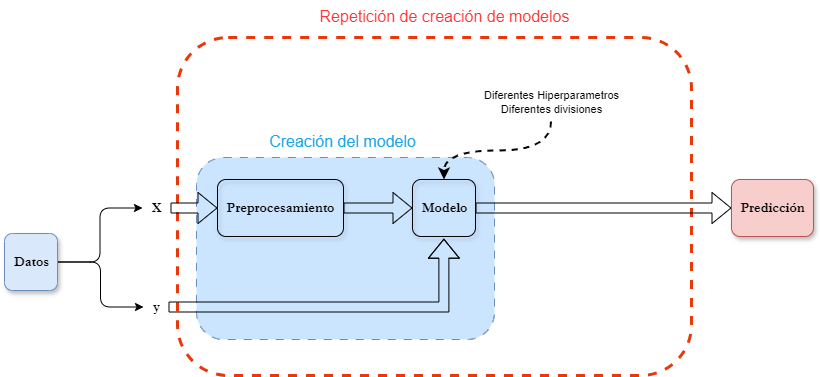 Repetición de creación de modelos
Diferentes Hiperparametros
Diferentes divisiones
Creación del modelo
X
Preprocesamiento
Modelo
Predicción
Datos
y